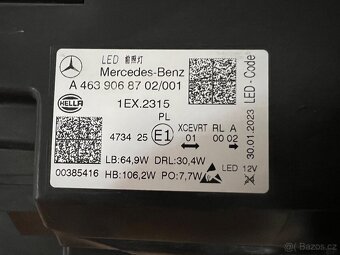 LED 前照灯
Mercedes-Benz
A 463 906 87 02/001
HELLA
1EX.2315
PL
4734 25 E1 XCEVRT RL A
01 00 02
LB:64,9W DRL:30,4W
00385416 HB:106,2W PO:7,7W LED 12V
30.01.2023 LED - Code
bazos.cz